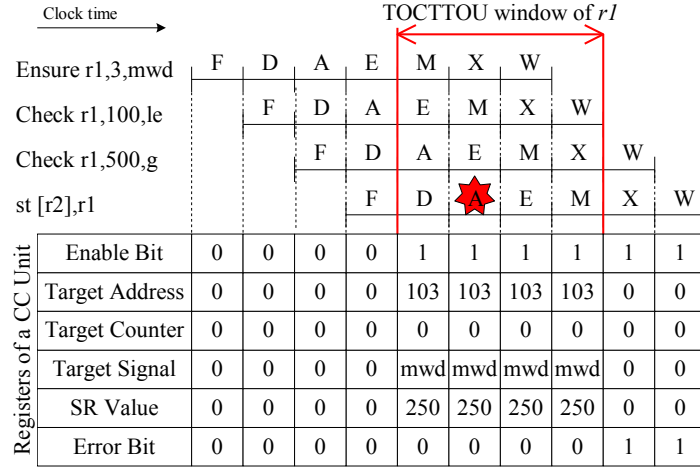 Clock time
TOCTTOU window of r1
Ensure r1,3,mwd F D A E M X W
Check r1,100,le F D A E M X W
Check r1,500,g F D A E M X W
st [r2],r1 F D A E M X W
Registers of a CC Unit
Enable Bit 0 0 0 0 1 1 1 1 1 1
Target Address 0 0 0 0 103 103 103 103 0 0
Target Counter 0 0 0 0 0 0 0 0 0 0
Target Signal 0 0 0 0 mwd mwd mwd mwd 0 0
SR Value 0 0 0 0 250 250 250 250 0 0
Error Bit 0 0 0 0 0 0 0 0 1 1